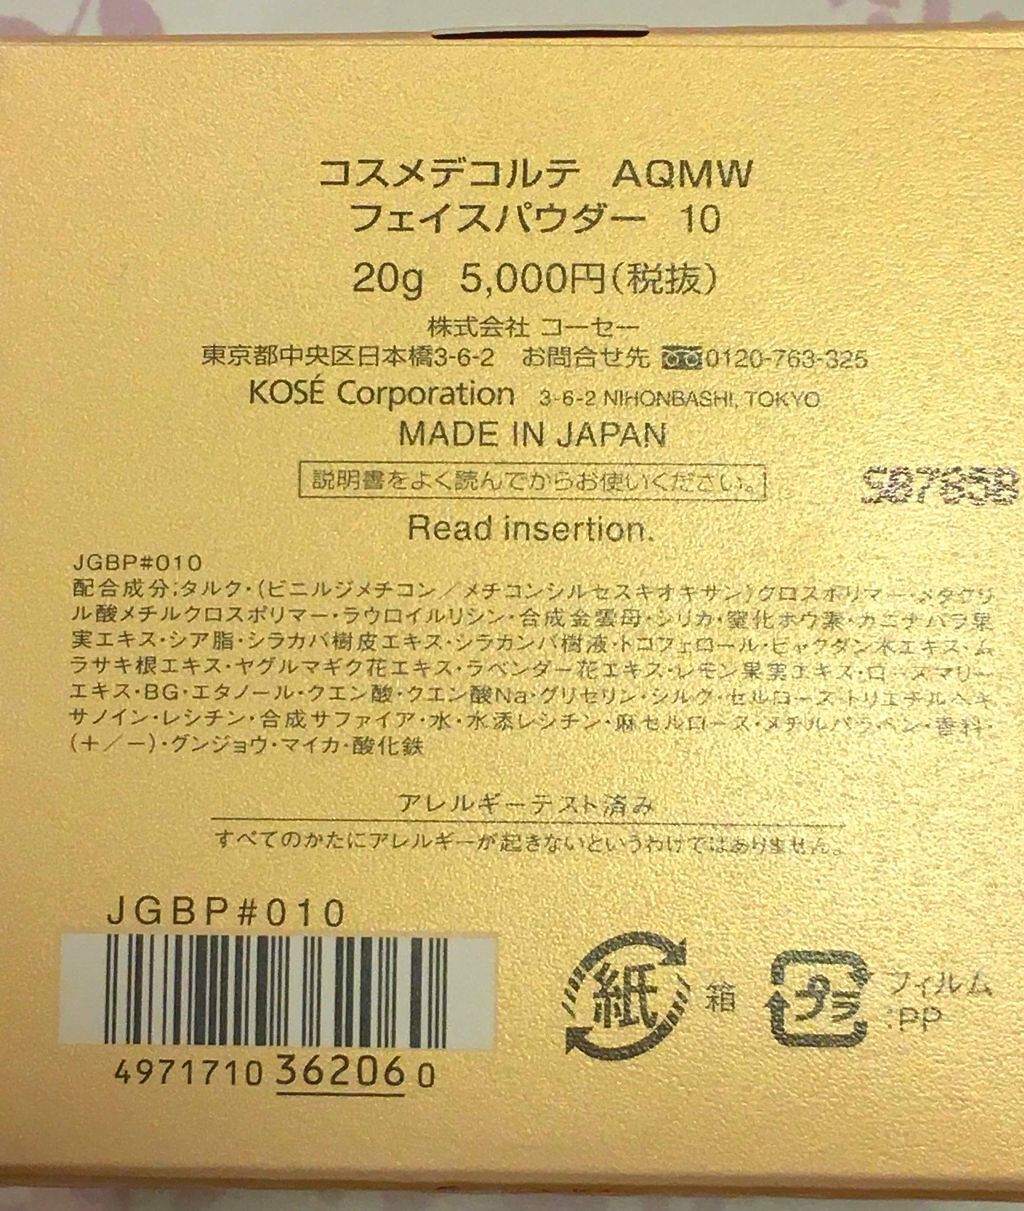 コスメデコルテ AQMW
フェイスパウダー 10
20g 5,000円(税抜)
株式会社 コーセー
東京都中央区日本橋3-6-2 お問合せ先 0120-763-325
KOSÉ Corporation 3-6-2 NIHONBASHI, TOKYO
MADE IN JAPAN
説明書をよく読んでからお使いください。
Read insertion.
JGBP#010
配合成分:タルク・(ビニルジメチコン/メチコンシルセスキオキサン)クロスポリマー・メタクリ
ル酸メチルクロスポリマー・ラウロイルリシン・合成金雲母・シリカ・窒化ホウ素・カニナバラ果
実エキス・シア脂・シラカバ樹皮エキス・シラカンバ樹液・トコフェロール・ビャクダン木エキス・ム
ラサキ根エキス・ヤグルマギク花エキス・ラベンダー花エキス・レモン果実エキス・ローズマリー
エキス・BG・エタノール・クエン酸・クエン酸Na・グリセリン・シルク・セルロース・トリエチルヘキ
サノイン・レシチン・合成サファイア・水・水添レシチン・麻セルロース・メチルパラベン・香料・
(+/-)・グンジョウ・マイカ・酸化鉄
アレルギーテスト済み
すべてのかたにアレルギーが起きないというわけではありません。
JGBP#010
4971710 362060
紙 箱
プラ フィルム
:PP